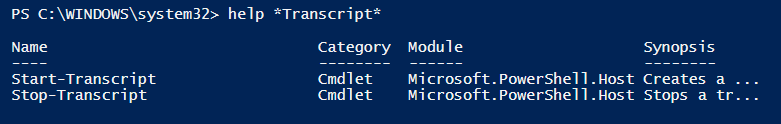 PS C:\WINDOWS\system32> help *Transcript*
Name Category Module Synopsis
---- -------- ------ --------
Start-Transcript Cmdlet Microsoft.PowerShell.Host Creates a ...
Stop-Transcript Cmdlet Microsoft.PowerShell.Host Stops a tr...